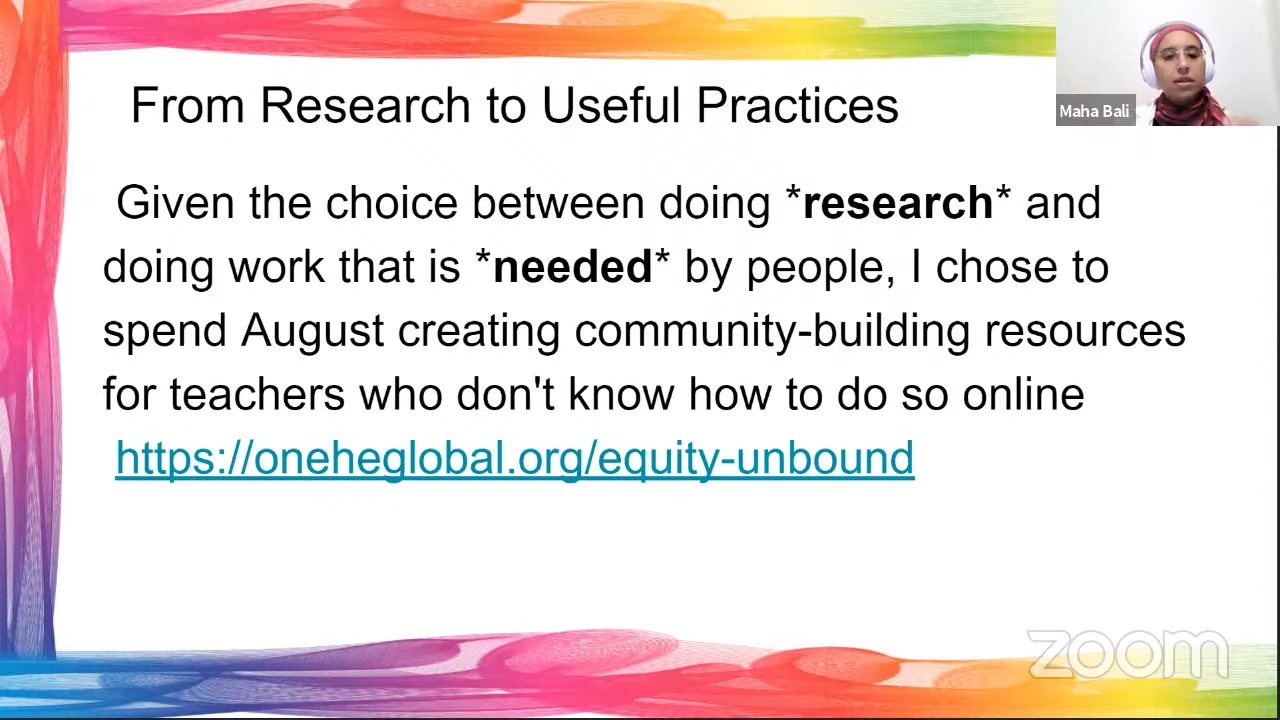 From Research to Useful Practices
Maha Bali
Given the choice between doing *research* and
doing work that is *needed* by people, I chose to
spend August creating community-building resources
for teachers who don't know how to do so online
https://oneheglobal.org/equity-unbound
zoom